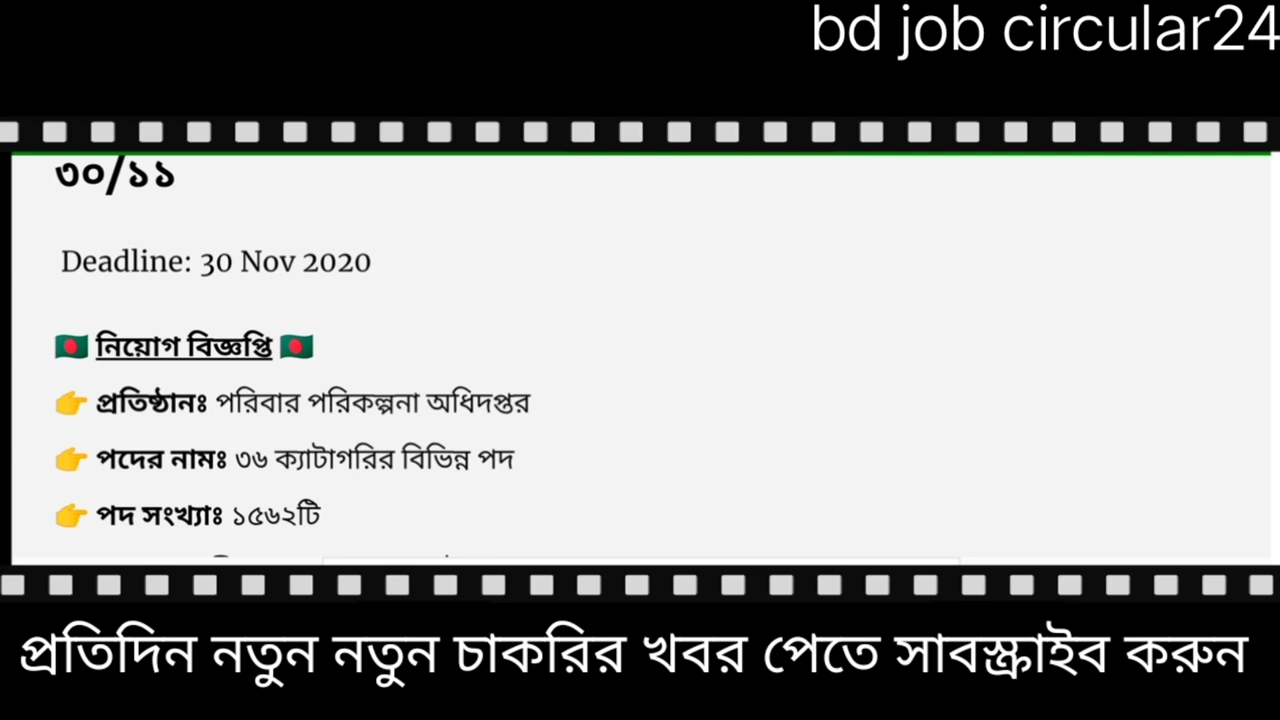 bd job circular24
৩০/১১
Deadline: 30 Nov 2020
নিয়োগ বিজ্ঞপ্তি
প্রতিষ্ঠানঃ পরিবার পরিকল্পনা অধিদপ্তর
পদের নামঃ ৩৬ ক্যাটাগরির বিভিন্ন পদ
পদ সংখ্যাঃ ১৫৬২টি
প্রতিদিন নতুন নতুন চাকরির খবর পেতে সাবস্ক্রাইব করুন